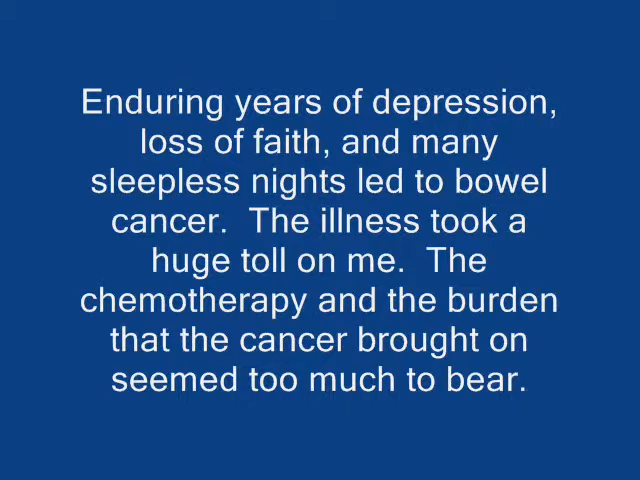 Enduring years of depression,
loss of faith, and many
sleepless nights led to bowel
cancer.  The illness took a
huge toll on me.  The
chemotherapy and the burden
that the cancer brought on
seemed too much to bear.